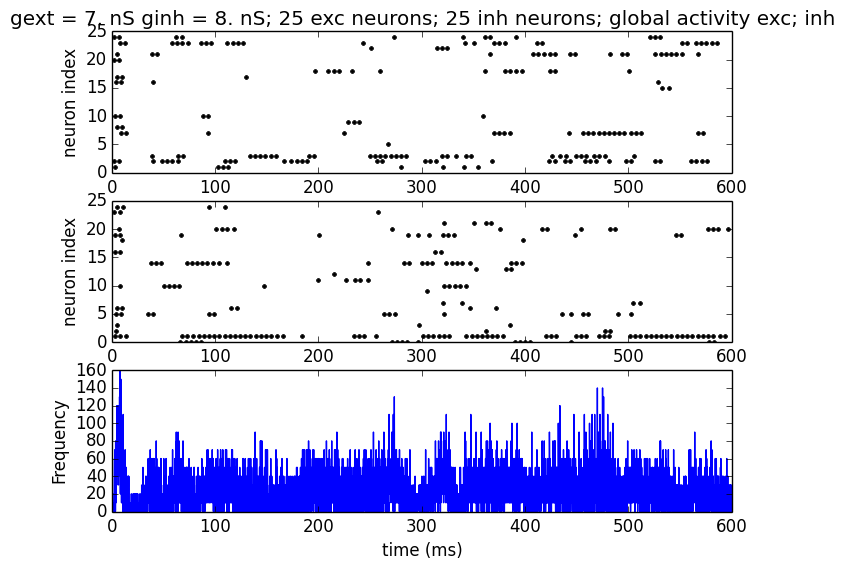 gext = 7. nS ginh = 8. nS; 25 exc neurons; 25 inh neurons; global activity exc; inh
25
20
15
10
5
0
neuron index
0 100 200 300 400 500 600
25
20
15
10
5
0
neuron index
0 100 200 300 400 500 600
160
140
120
100
80
60
40
20
0
Frequency
0 100 200 300 400 500 600
time (ms)